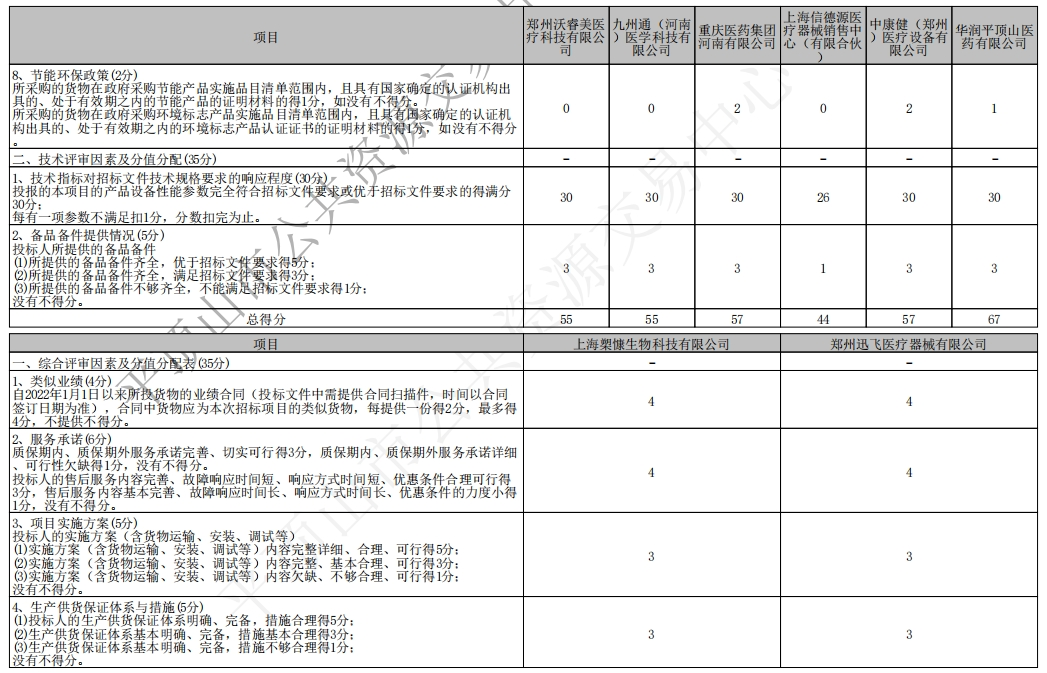 项目
郑州沃睿美医疗科技有限公司
九州通（河南）医学科技有限公司
重庆医药集团河南有限公司
上海信德源医疗器械销售中心（有限合伙）
中康健（郑州）医疗设备有限公司
华润平顶山医药有限公司
8、节能环保政策(2分)
所采购的货物在政府采购节能产品实施品目清单范围内，且具有国家确定的认证机构出
具的、处于有效期之内的节能产品的证明材料的得1分，如没有不得分。
所采购的货物在政府采购环境标志产品实施品目清单范围内，且具有国家确定的认证机
构出具的、处于有效期之内的环境标志产品认证证书的证明材料的得1分，如没有不得分
。
0 0 2 0 2 1
二、技术评审因素及分值分配(35分)
– – – – – –
1、技术指标对招标文件技术规格要求的响应程度(30分)
投报的本项目的产品设备性能参数完全符合招标文件要求或优于招标文件要求的得满分
30分；
每有一项参数不满足扣1分，分数扣完为止。
30 30 30 26 30 30
2、备品备件提供情况(5分)
投标人所提供的备品备件
(1)所提供的备品备件齐全，优于招标文件要求得5分；
(2)所提供的备品备件齐全，满足招标文件要求得3分；
(3)所提供的备品备件不够齐全，不能满足招标文件要求得1分；
没有不得分。
3 3 3 1 3 3
总得分 55 55 57 44 57 67
项目 上海槊慷生物科技有限公司 郑州迅飞医疗器械有限公司
一、综合评审因素及分值分配表(35分) – –
1、类似业绩(4分)
自2022年1月1日以来所投货物的业绩合同（投标文件中需提供合同扫描件，时间以合同
签订日期为准），合同中货物应为本次招标项目的类似货物，每提供一份得2分，最多得
4分，不提供不得分。
4 4
2、服务承诺(6分)
质保期内、质保期外服务承诺完善、切实可行得3分，质保期内、质保期外服务承诺详细
、可行性欠缺得1分，没有不得分。
投标人的售后服务内容完善、故障响应时间短、响应方式时间短、优惠条件合理可行得
3分，售后服务内容基本完善、故障响应时间长、响应方式时间长、优惠条件的力度小得
1分，没有不得分。
4 4
3、项目实施方案(5分)
投标人的实施方案（含货物运输、安装、调试等）
(1)实施方案（含货物运输、安装、调试等）内容完整详细、合理、可行得5分；
(2)实施方案（含货物运输、安装、调试等）内容完整、基本合理、可行得3分；
(3)实施方案（含货物运输、安装、调试等）内容欠缺、不够合理、可行得1分；
没有不得分。
3 3
4、生产供货保证体系与措施(5分)
(1)投标人的生产供货保证体系明确、完备，措施合理得5分；
(2)生产供货保证体系基本明确、完备，措施基本合理得3分；
(3)生产供货保证体系基本明确、完备，措施不够合理得1分；
没有不得分。
3 3
平顶山市公共资源交易中心
平顶山市公共资源交易中心